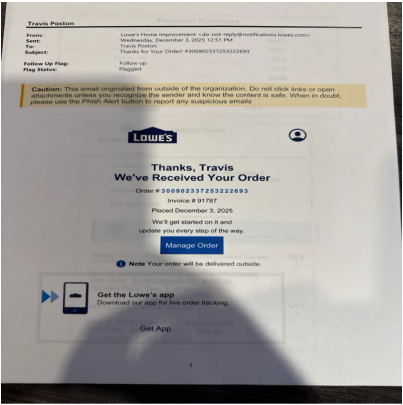 Travis Poston
From: Lowe's Home Improvement <do-not-reply@notifications.lowes.com>
Sent: Wednesday, December 3, 2025 12:51 PM
To: Travis Poston
Subject: Thanks for Your Order! #300902337253222693
Follow Up Flag: Follow up
Flag Status: Flagged
Caution: This email originated from outside of the organization. Do not click links or open
attachments unless you recognize the sender and know the content is safe. When in doubt,
please use the Phish Alert button to report any suspicious emails
LOWE'S
Thanks, Travis
We've Received Your Order
Order # 300902337253222693
Invoice # 91787
Placed December 3, 2025
We'll get started on it and
update you every step of the way.
Manage Order
Note Your order will be delivered outside.
Get the Lowe's app
Download our app for live order tracking.
Get App